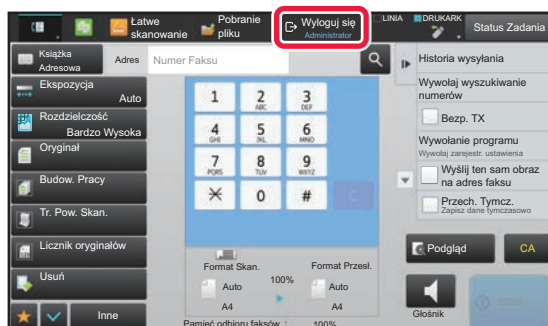 Łatwe
skanowanie
Pobranie
pliku
Wyloguj się
Administrator
LINIA
DRUKARK
Status Zadania
Książka
Adresowa
Adres
Numer Faksu
Ekspozycja
Auto
Rozdzielczość
Bardzo Wysoka
Oryginał
Budow. Pracy
Tr. Pow. Skan.
Licznik oryginałów
Usuń
Inne
1
2
ABC
3
DEF
4
GHI
5
JKL
6
MNO
7
PQRS
8
TUV
9
WXYZ
0
#
C
Format Skan.
Format Przesł.
Auto
100%
Auto
A4
A4
Pamięć odbioru faksów :
100%
Historia wysyłania
Wywołaj wyszukiwanie
numerów
Bezp. TX
Wywołanie programu
Wywołaj zarejestr. ustawienia
Wyślij ten sam obraz
na adres faksu
Przech. Tymcz.
Zapisz dane tymczasowo
Podgląd
CA
Głośnik
Start